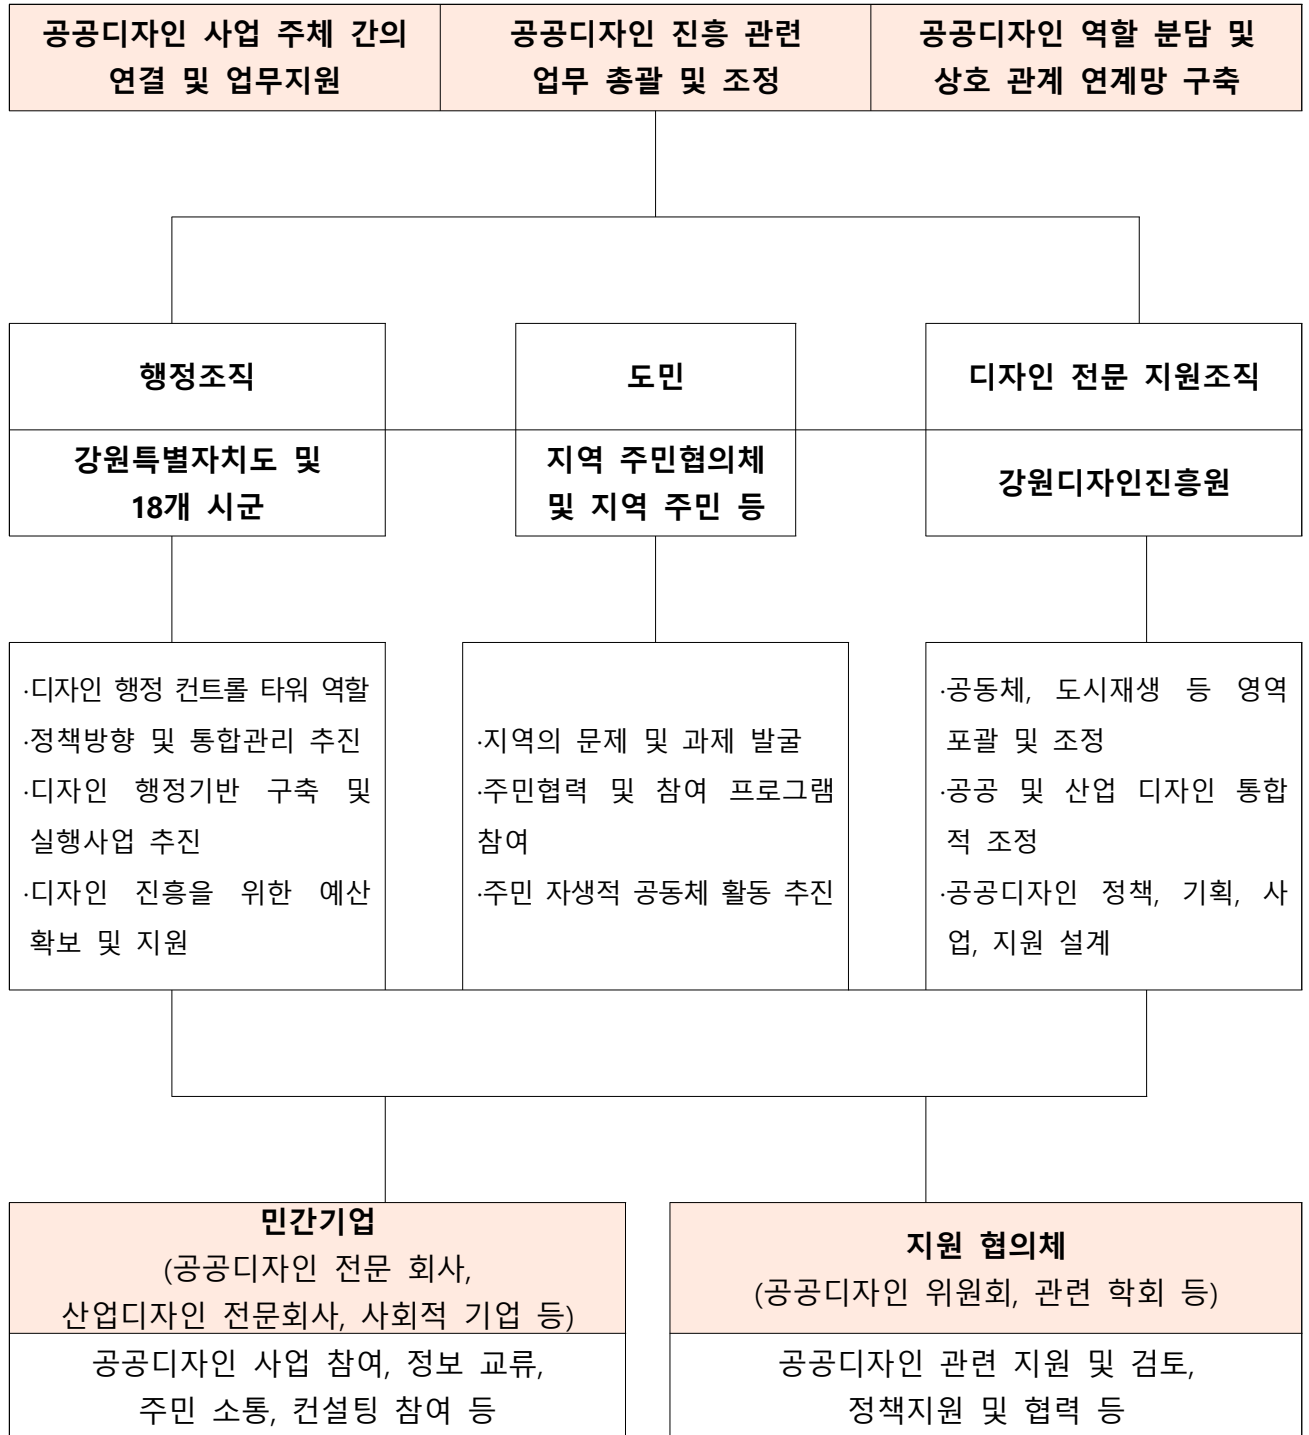 공공디자인 사업 주체 간의
연결 및 업무지원
공공디자인 진흥 관련
업무 총괄 및 조정
공공디자인 역할 분담 및
상호 관계 연계망 구축
행정조직
강원특별자치도 및
18개 시군
도민
지역 주민협의체
및 지역 주민 등
디자인 전문 지원조직
강원디자인진흥원
·디자인 행정 컨트롤 타워 역할
·정책방향 및 통합관리 추진
·디자인 행정기반 구축 및
실행사업 추진
·디자인 진흥을 위한 예산
확보 및 지원
·지역의 문제 및 과제 발굴
·주민협력 및 참여 프로그램
참여
·주민 자생적 공동체 활동 추진
·공동체, 도시재생 등 영역
포괄 및 조정
·공공 및 산업 디자인 통합
적 조정
·공공디자인 정책, 기획, 사
업, 지원 설계
민간기업
(공공디자인 전문 회사,
산업디자인 전문회사, 사회적 기업 등)
공공디자인 사업 참여, 정보 교류,
주민 소통, 컨설팅 참여 등
지원 협의체
(공공디자인 위원회, 관련 학회 등)
공공디자인 관련 지원 및 검토,
정책지원 및 협력 등